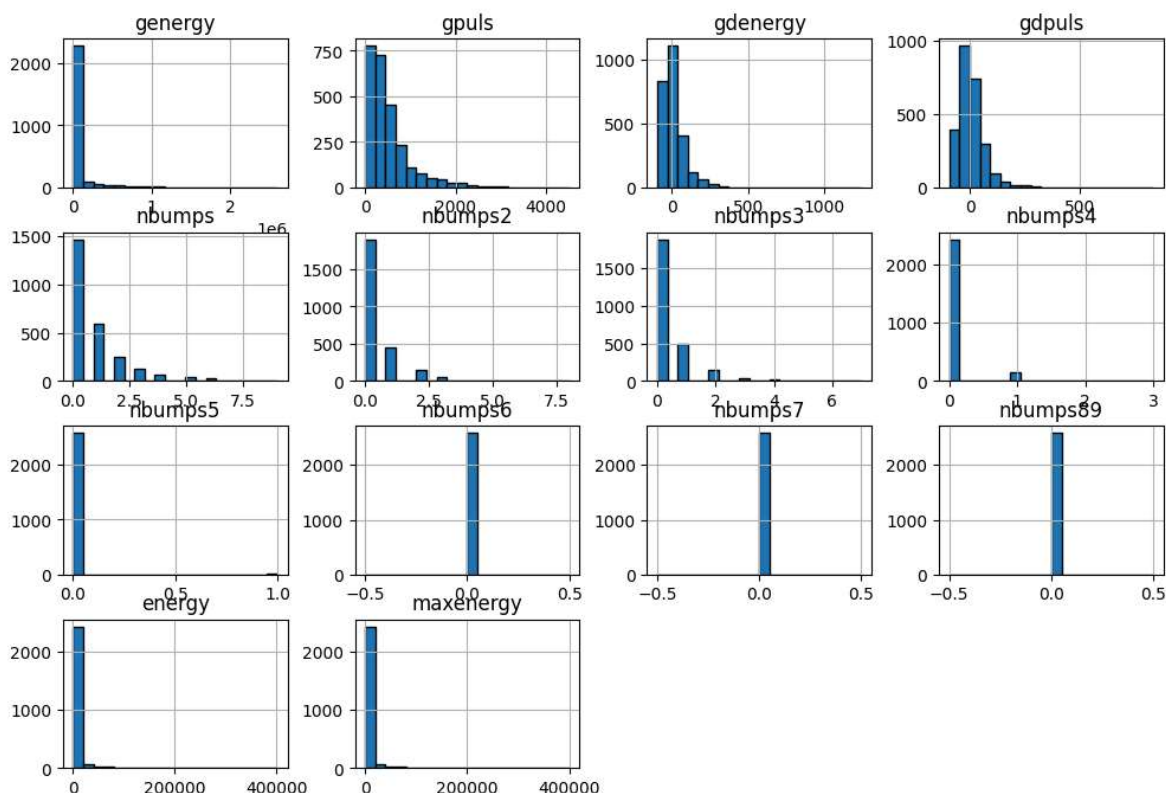 genergy gpuls gdenergy gdpuls
2000 750 1000 1000
1000 500 500 500
0 250 0 0
0
0 1 2 0 2000 4000 0 1000 0 500
1e6
nbumps nbumps2 nbumps3 nbumps4
1500 1500 1500 2000
1000 1000 1000 1000
500 500 500
0 0 0 0
0.0 2.5 5.0 7.5 0.0 2.5 5.0 7.5 0 2 4 6 0 1 2 3
nbumps5 nbumps6 nbumps7 nbumps89
2000 2000 2000 2000
1000 1000 1000 1000
0 0 0 0
0.0 0.5 1.0 −0.5 0.0 0.5 −0.5 0.0 0.5 −0.5 0.0 0.5
energy maxenergy
2000 2000
1000 1000
0 0
0 200000 400000 0 200000 400000